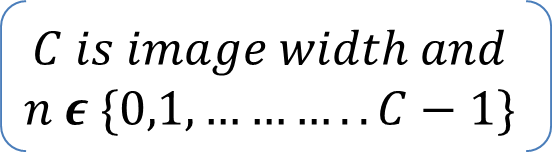 C is image width and
n ϵ {0,1, … … … . . C − 1}